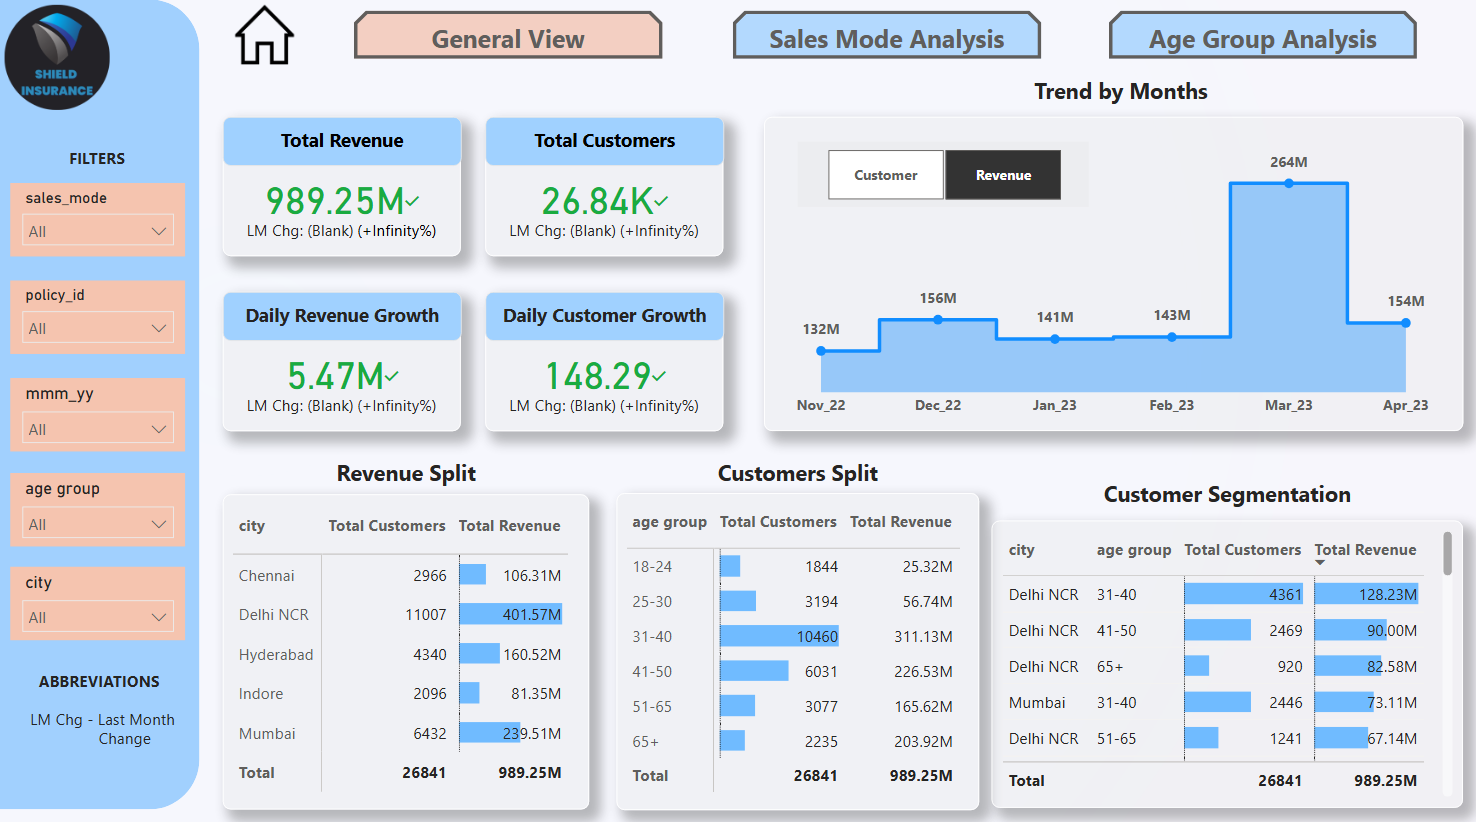 SHIELD
INSURANCE
General View
Sales Mode Analysis
Age Group Analysis
FILTERS
sales_mode
All
policy_id
All
mmm_yy
All
age group
All
city
All
ABBREVIATIONS
LM Chg - Last Month
Change
Total Revenue
989.25M
LM Chg: (Blank) (+Infinity%)
Total Customers
26.84K
LM Chg: (Blank) (+Infinity%)
Daily Revenue Growth
5.47M
LM Chg: (Blank) (+Infinity%)
Daily Customer Growth
148.29
LM Chg: (Blank) (+Infinity%)
Trend by Months
Customer Revenue
132M 156M 141M 143M 264M 154M
Nov_22 Dec_22 Jan_23 Feb_23 Mar_23 Apr_23
Revenue Split
city Total Customers Total Revenue
Chennai 2966 106.31M
Delhi NCR 11007 401.57M
Hyderabad 4340 160.52M
Indore 2096 81.35M
Mumbai 6432 239.51M
Total 26841 989.25M
Customers Split
age group Total Customers Total Revenue
18-24 1844 25.32M
25-30 3194 56.74M
31-40 10460 311.13M
41-50 6031 226.53M
51-65 3077 165.62M
65+ 2235 203.92M
Total 26841 989.25M
Customer Segmentation
city age group Total Customers Total Revenue
Delhi NCR 31-40 4361 128.23M
Delhi NCR 41-50 2469 90.00M
Delhi NCR 65+ 920 82.58M
Mumbai 31-40 2446 73.11M
Delhi NCR 51-65 1241 67.14M
Total 26841 989.25M